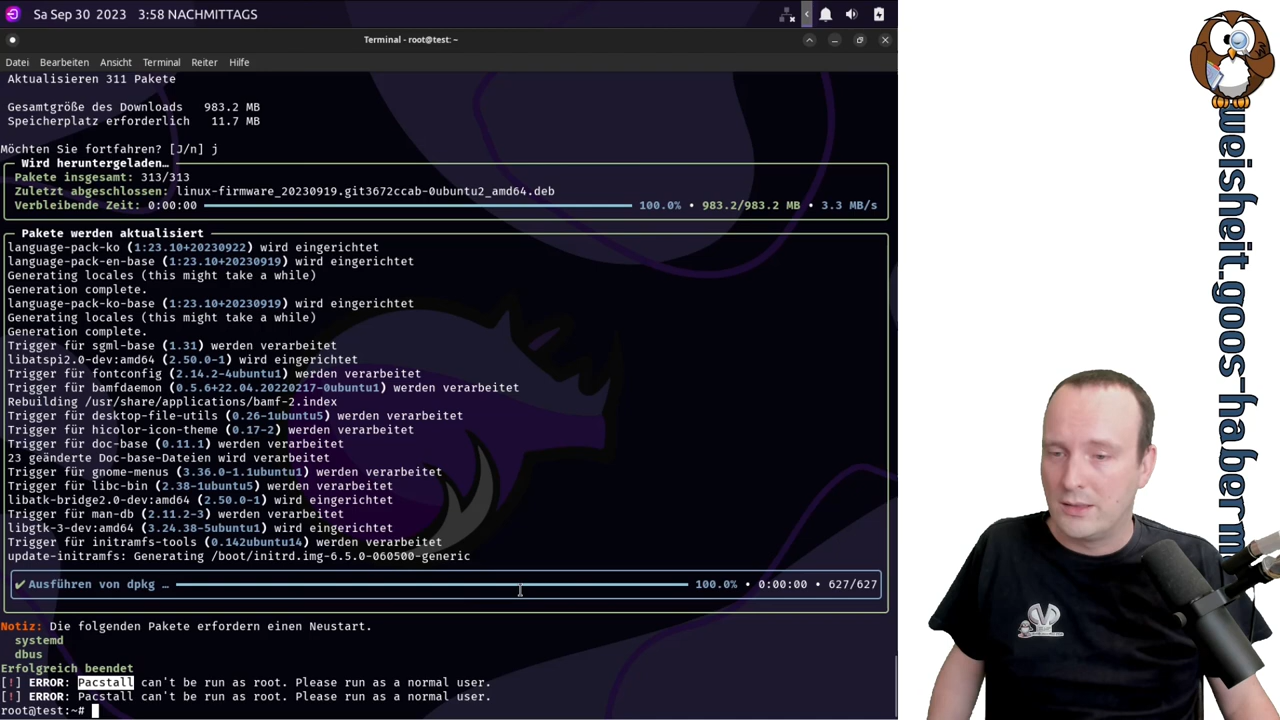 Sa Sep 30 2023 3:58 NACHMITTAGS
Terminal - root@test: ~
Datei Bearbeiten Ansicht Terminal Reiter Hilfe
Aktualisieren 311 Pakete
Gesamtgröße des Downloads 983.2 MB
Speicherplatz erforderlich 11.7 MB
Möchten Sie fortfahren? [J/n] j
Wird heruntergeladen…
Pakete insgesamt: 313/313
Zuletzt abgeschlossen: linux-firmware_20230919.git3672ccab-0ubuntu2_amd64.deb
Verbleibende Zeit: 0:00:00 100.0% • 983.2/983.2 MB • 3.3 MB/s
Pakete werden aktualisiert
language-pack-ko (1:23.10+20230922) wird eingerichtet
language-pack-en-base (1:23.10+20230919) wird eingerichtet
Generating locales (this might take a while)
Generation complete.
language-pack-ko-base (1:23.10+20230919) wird eingerichtet
Generating locales (this might take a while)
Generation complete.
Trigger für sgml-base (1.31) werden verarbeitet
libatspi2.0-dev:amd64 (2.50.0-1) wird eingerichtet
Trigger für fontconfig (2.14.2-4ubuntu1) werden verarbeitet
Trigger für bamfdaemon (0.5.6+22.04.20220217-0ubuntu1) werden verarbeitet
Rebuilding /usr/share/applications/bamf-2.index
Trigger für desktop-file-utils (0.26-1ubuntu5) werden verarbeitet
Trigger für hicolor-icon-theme (0.17-2) werden verarbeitet
Trigger für doc-base (0.11.1) werden verarbeitet
23 geänderte Doc-base-Dateien wird verarbeitet
Trigger für gnome-menus (3.36.0-1.1ubuntu1) werden verarbeitet
Trigger für libc-bin (2.38-1ubuntu5) werden verarbeitet
libatk-bridge2.0-dev:amd64 (2.50.0-1) wird eingerichtet
Trigger für man-db (2.11.2-3) werden verarbeitet
libgtk-3-dev:amd64 (3.24.38-5ubuntu1) wird eingerichtet
Trigger für initramfs-tools (0.142ubuntu14) werden verarbeitet
update-initramfs: Generating /boot/initrd.img-6.5.0-060500-generic
✔ Ausführen von dpkg … 100.0% • 0:00:00 • 627/627
Notiz: Die folgenden Pakete erfordern einen Neustart.
systemd
dbus
Erfolgreich beendet
[!] ERROR: Pacstall can't be run as root. Please run as a normal user.
[!] ERROR: Pacstall can't be run as root. Please run as a normal user.
root@test:~#
weisheit.goos-haberm